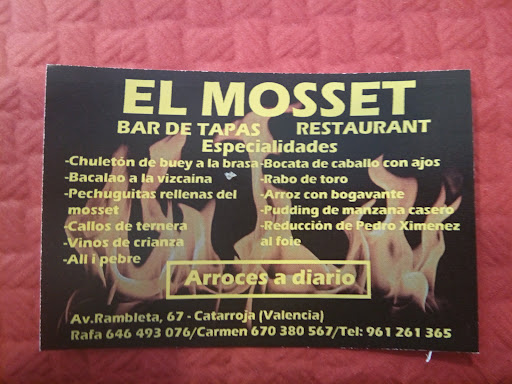 EL MOSSET
BAR DE TAPAS RESTAURANT
Especialidades
-Chuletón de buey a la brasa
-Bacalao a la vizcaína
-Pechuguitas rellenas del
mosset
-Callos de ternera
-Vinos de crianza
-All i pebre
-Bocata de caballo con ajos
-Rabo de toro
-Arroz con bogavante
-Pudding de manzana casero
-Reducción de Pedro Ximenez
al foie
Arroces a diario
Av.Rambleta, 67 - Catarroja (Valencia)
Rafa 646 493 076/Carmen 670 380 567/Tel: 961 261 365